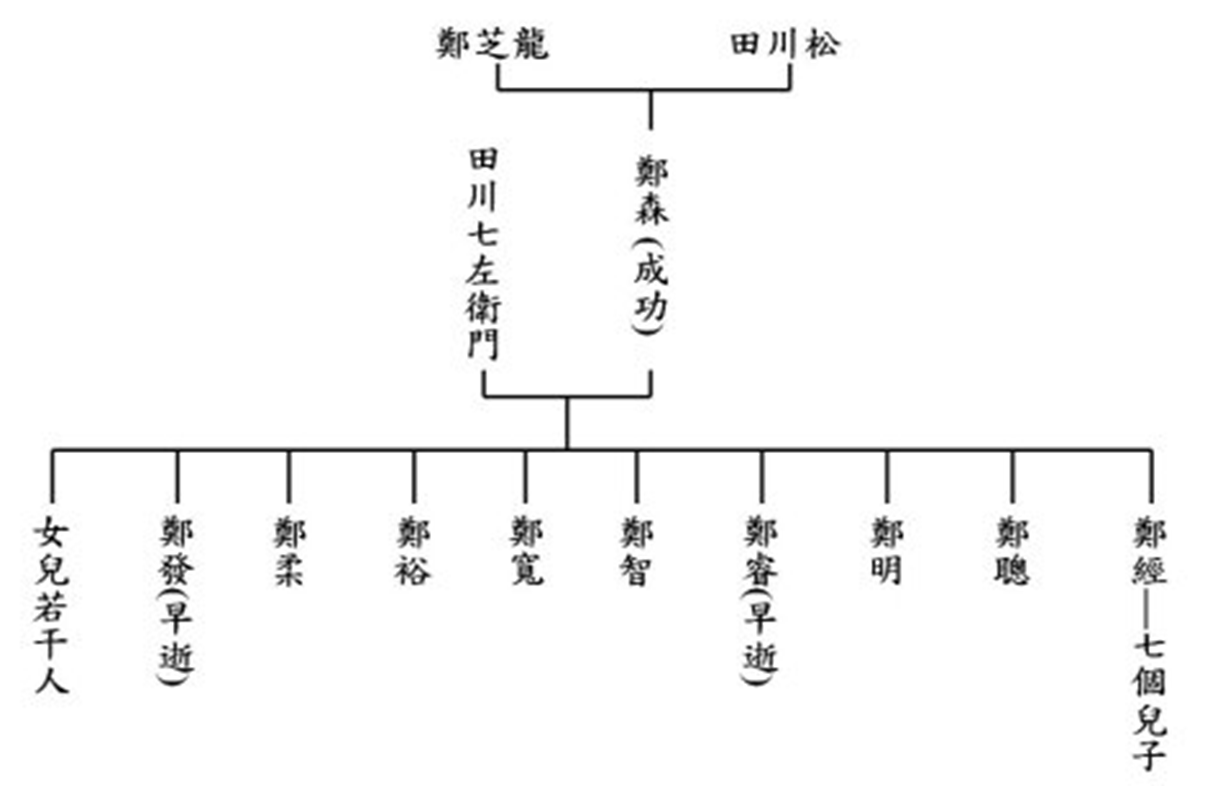 鄭芝龍
田川松
鄭森(成功)
田川七左衛門
鄭經—七個兒子
鄭聰
鄭明
鄭睿(早逝)
鄭智
鄭寬
鄭裕
鄭柔
鄭發(早逝)
女兒若干人